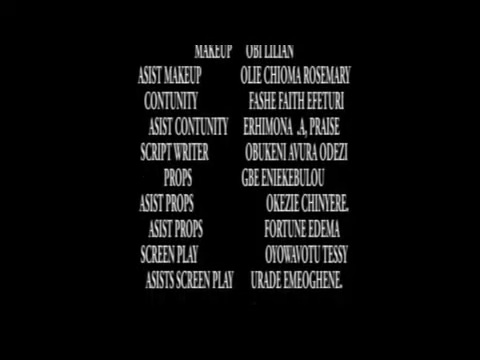 MAKEUP OBI LILIAN
ASIST MAKEUP OLIE CHIOMA ROSEMARY
CONTUNITY FASHE FAITH EFETURI
ASIST CONTUNITY ERHIMONA .A, PRAISE
SCRIPT WRITER OBUKENI AVURA ODEZI
PROPS GBE ENIEKEBULOU
ASIST PROPS OKEZIE CHINYERE.
ASIST PROPS FORTUNE EDEMA
SCREEN PLAY OYOWAVOTU TESSY
ASISTS SCREEN PLAY URADE EMEOGHENE.